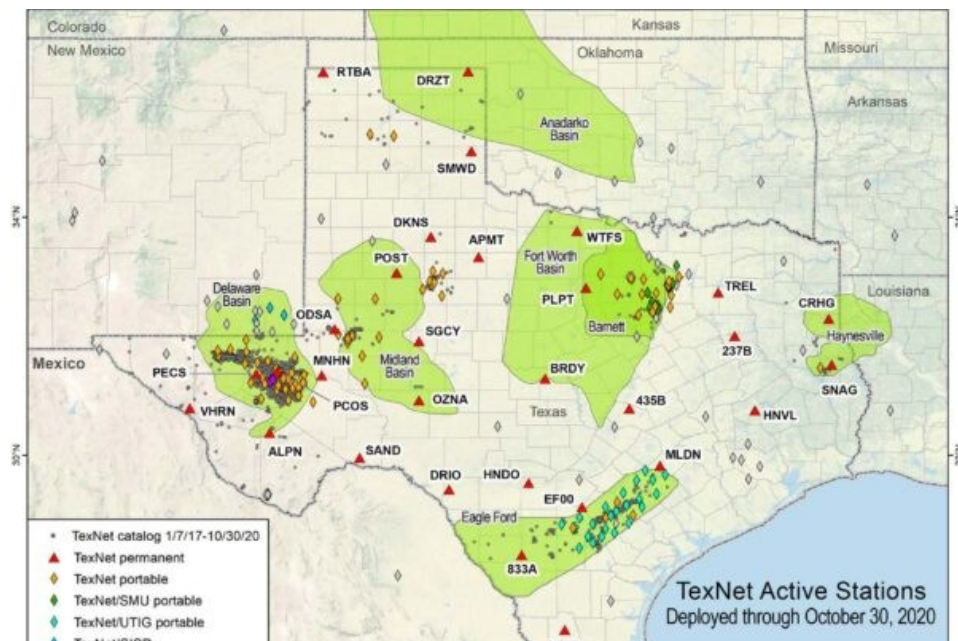 Colorado
Kansas
New Mexico
Oklahoma
Missouri
RTBA
DRZT
Arkansas
Anadarko
Basin
SMWD
34°N
DKNS
APMT
WTFS
POST
Fort Worth
Basin
Delaware
Basin
PLPT
TREL
Louisiana
CRHG
ODSA
SGCY
Barnett
Haynesville
237B
Mexico
MNHN
Midland
Basin
BRDY
PECS
SNAG
PCOS
OZNA
Texas
435B
HNVL
VHRN
ALPN
SAND
30°N
MLDN
DRIO
HNDO
EF00
Eagle Ford
833A
TexNet catalog 1/7/17-10/30/20
TexNet permanent
TexNet portable
TexNet/SMU portable
TexNet/UTIG portable
TexNet Active Stations
Deployed through October 30, 2020